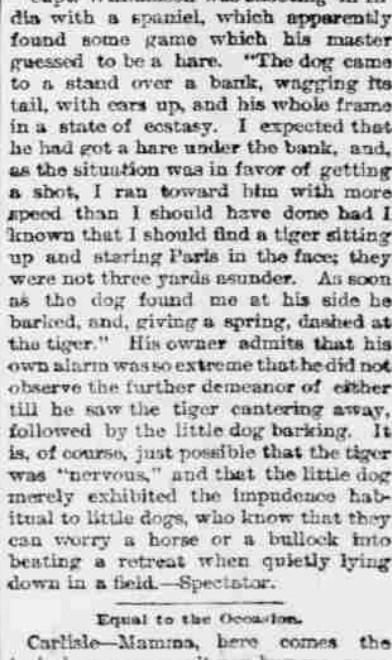 dia with a spaniel, which apparently
found some game which his master
guessed to be a hare. "The dog came
to a stand over a bank, wagging its
tail, with ears up, and his whole frame
in a state of ecstasy. I expected that
he had got a hare under the bank, and,
as the situation was in favor of getting
a shot, I ran toward him with more
speed than I should have done had I
known that I should find a tiger sitting
up and staring Paris in the face; they
were not three yards asunder. As soon
as the dog found me at his side he
barked, and, giving a spring, dashed at
the tiger." His owner admits that his
own alarm was so extreme that he did not
observe the further demeanor of either
till he saw the tiger cantering away,
followed by the little dog barking. It
is, of course, just possible that the tiger
was "nervous," and that the little dog
merely exhibited the impudence hab-
itual to little dogs, who know that they
can worry a horse or a bullock into
beating a retreat when quietly lying
down in a field.—Spectator.
Equal to the Occasion.
Carlisle—Mamma, here comes the